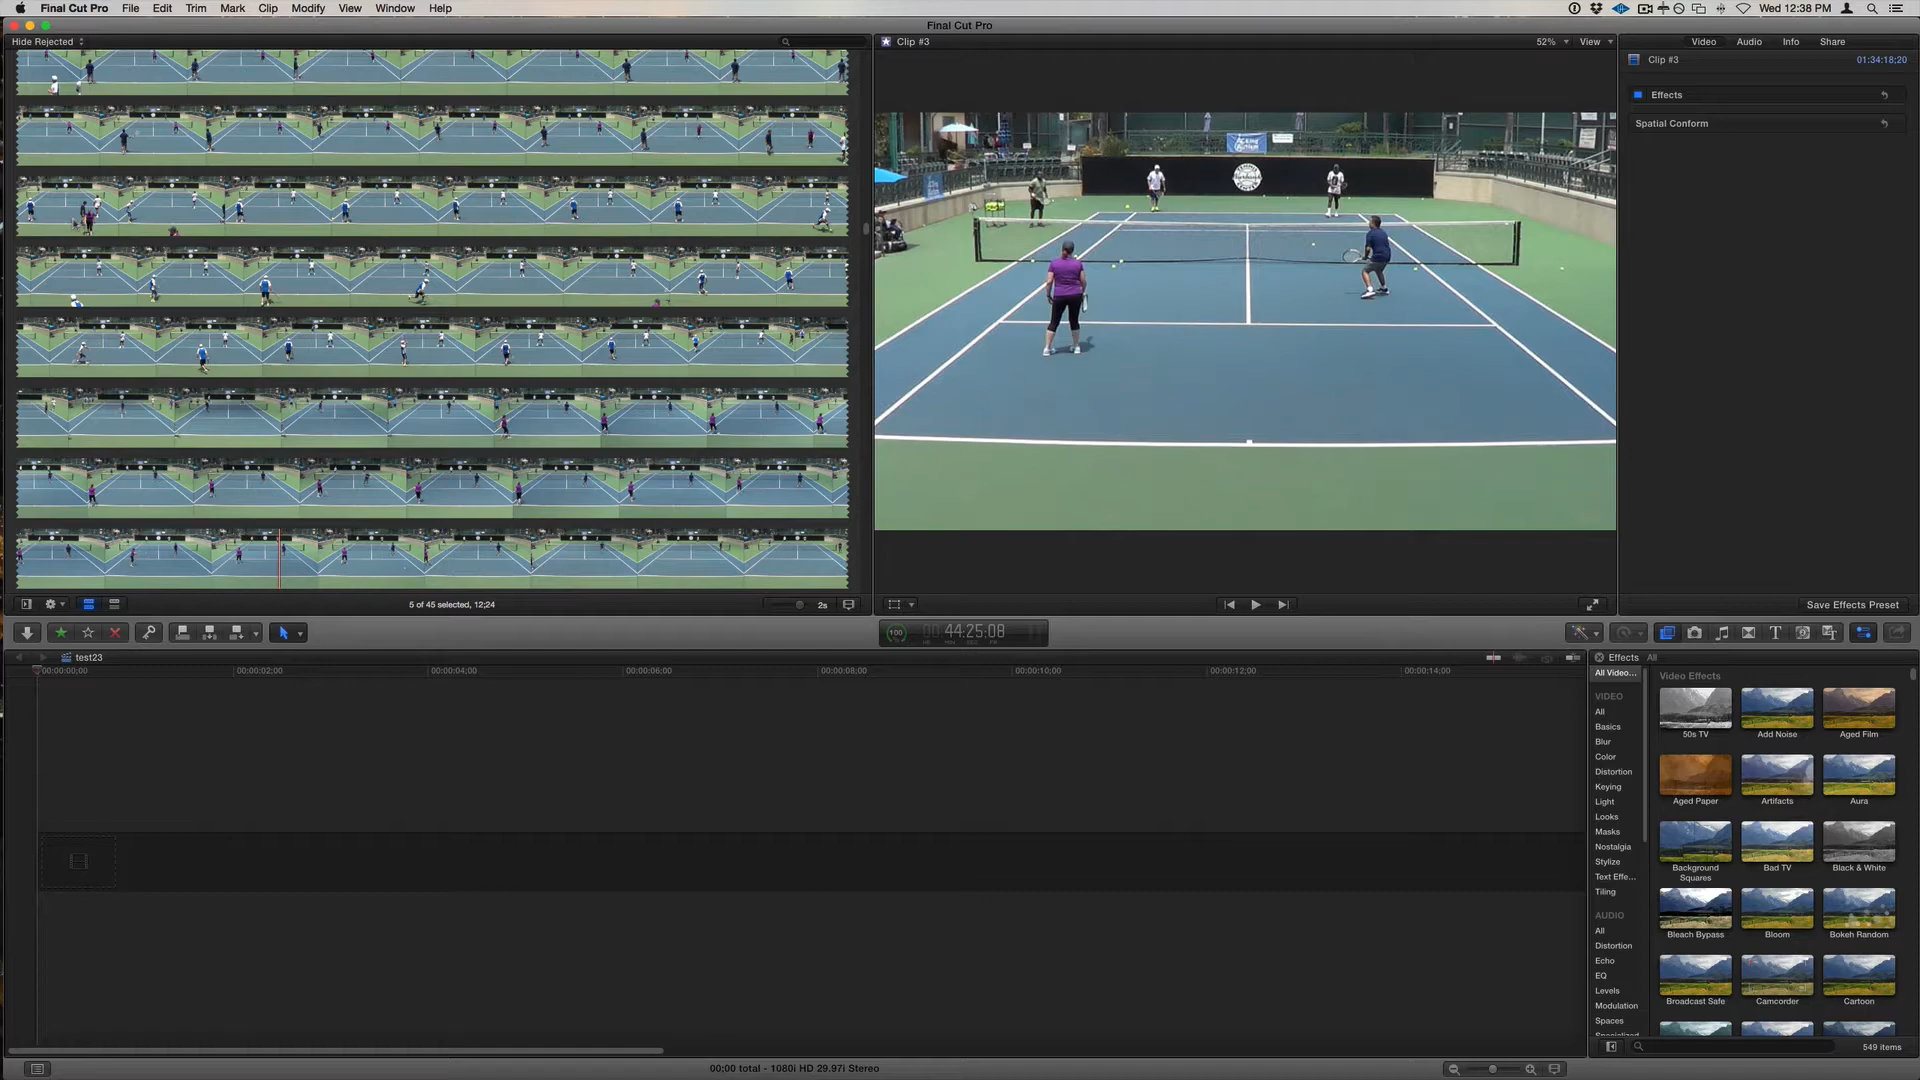 Final Cut Pro File Edit Trim Mark Clip Modify View Window Help
Wed 12:38 PM
Final Cut Pro
Hide Rejected
Clip #3
52% View
Video Audio Info Share
Clip #3 01:34:18;20
Effects
Spatial Conform
5 of 45 selected, 12;24
2s
Save Effects Preset
100
44:25:08
test23
00:00:00;00 00:00:02;00 00:00:04;00 00:00:06;00 00:00:08;00 00:00:10;00 00:00:12;00 00:00:14;00
Effects All
All Video...
VIDEO
All
Basics
Blur
Color
Distortion
Keying
Light
Looks
Masks
Nostalgia
Stylize
Text Effe...
Tiling
AUDIO
All
Distortion
Echo
EQ
Levels
Modulation
Spaces
Specialized
Video Effects
50s TV Add Noise Aged Film
Aged Paper Artifacts Aura
Background Squares Bad TV Black & White
Bleach Bypass Bloom Bokeh Random
Broadcast Safe Camcorder Cartoon
549 items
00;00 total - 1080i HD 29.97i Stereo